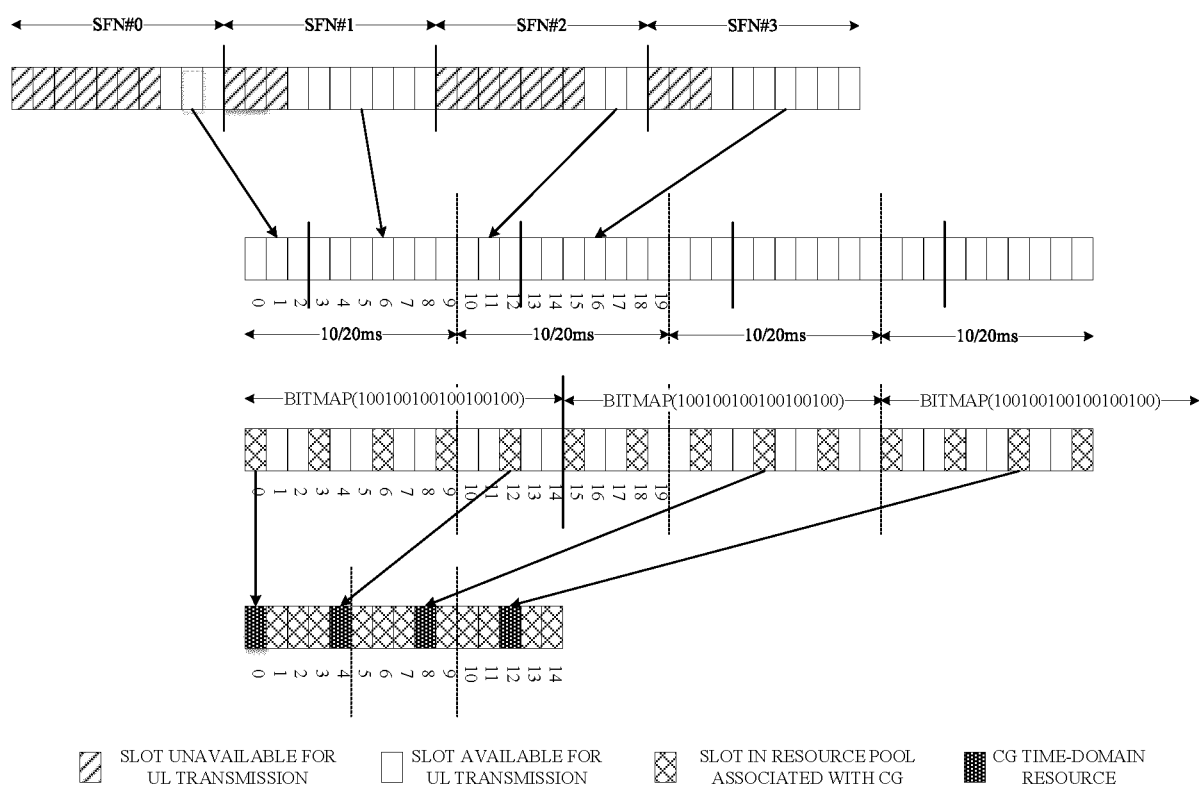 SFN#0 SFN#1 SFN#2 SFN#3
0 1 2 3 4 5 6 7 8 9 10 11 12 13 14 15 16 17 18 19
10/20ms 10/20ms 10/20ms 10/20ms
BITMAP(100100100100100100) BITMAP(100100100100100100) BITMAP(100100100100100100)
0 1 2 3 4 5 6 7 8 9 10 11 12 13 14 15 16 17 18 19
0 1 2 3 4 5 6 7 8 9 10 11 12 13 14
SLOT UNAVAILABLE FOR SLOT AVAILABLE FOR SLOT IN RESOURCE POOL CG TIME-DOMAIN
UL TRANSMISSION UL TRANSMISSION ASSOCIATED WITH CG RESOURCE